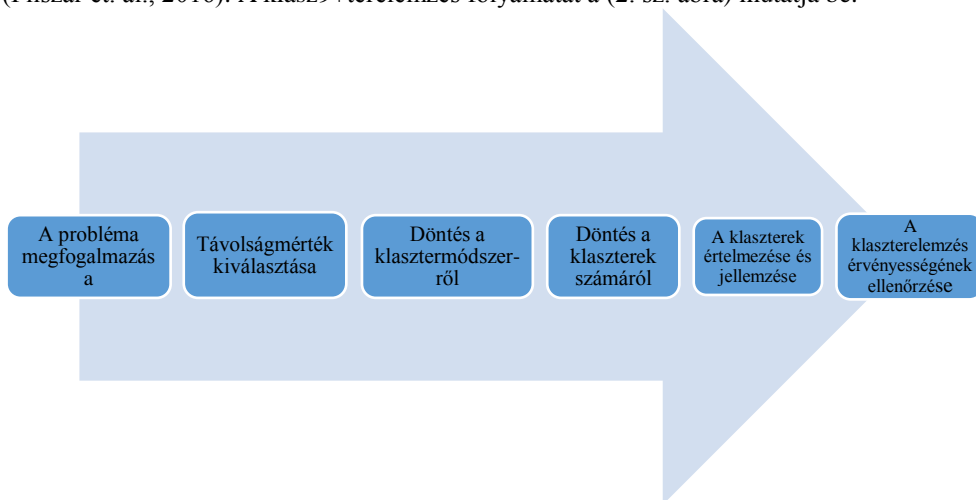 A probléma
megfogalmazás
a
Távolságmérték
kiválasztása
Döntés a
klasztermódszer-
ről
Döntés a
klaszterek
számáról
A klaszterek
értelmezése és
jellemzése
A
klaszterelemzés
érvényességének
ellenőrzése